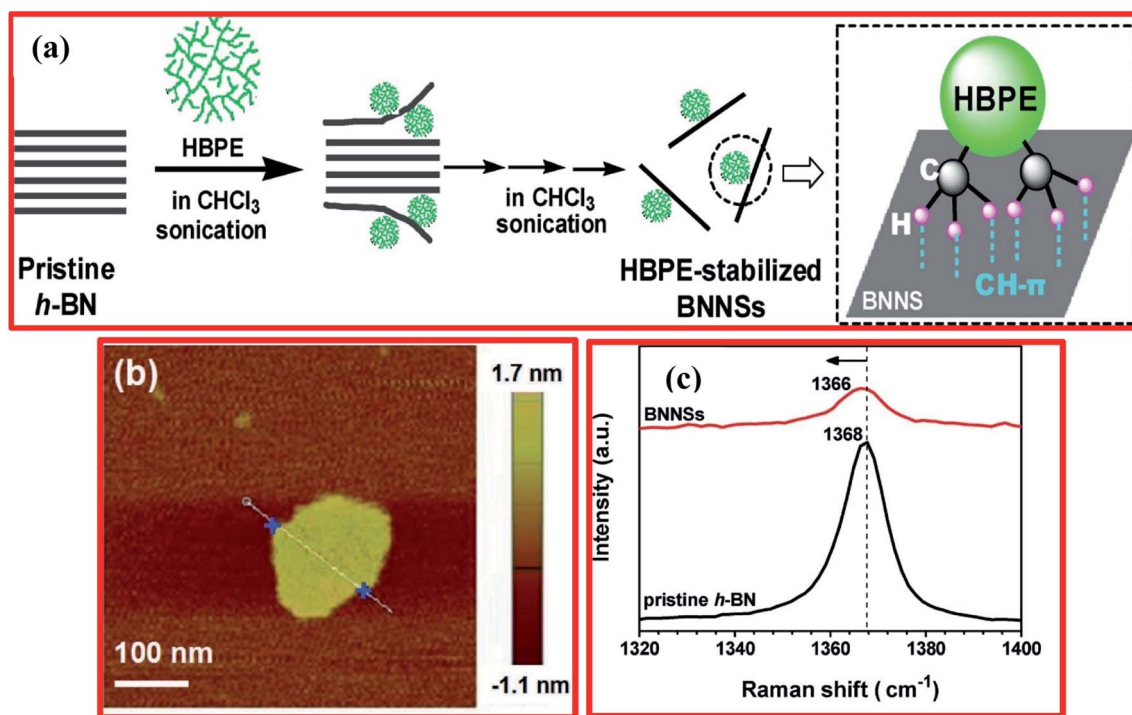 (a)
HBPE
in CHCl₃
sonication
Pristine
h-BN
in CHCl₃
sonication
HBPE-stabilized
BNNSs
HBPE
C
H
CH-π
BNNS
(b)
1.7 nm
-1.1 nm
100 nm
(c)
1366
BNNSs
1368
Intensity (a.u.)
pristine h-BN
1320 1340 1360 1380 1400
Raman shift ( cm⁻¹)